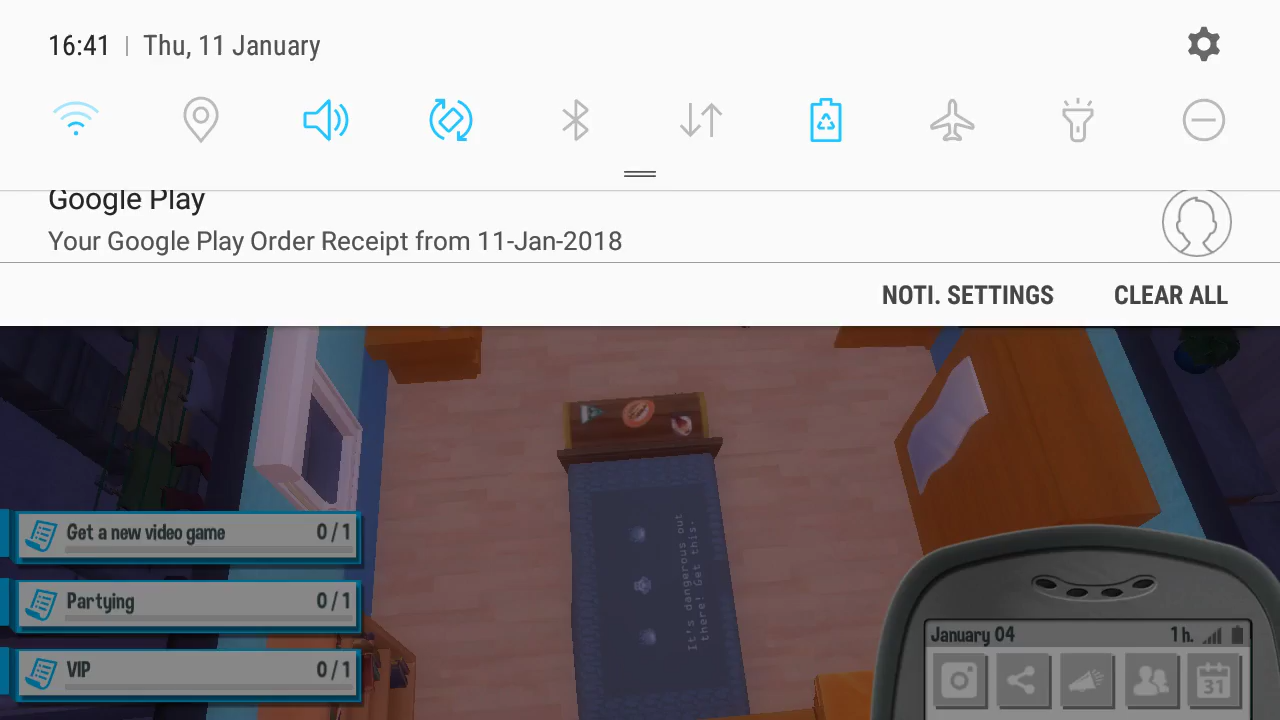 16:41 | Thu, 11 January
Google Play
Your Google Play Order Receipt from 11-Jan-2018
NOTI. SETTINGS
CLEAR ALL
Get a new video game 0 / 1
Partying 0 / 1
VIP 0 / 1
It's dangerous out
there! Get this.
January 04 1 h.
31